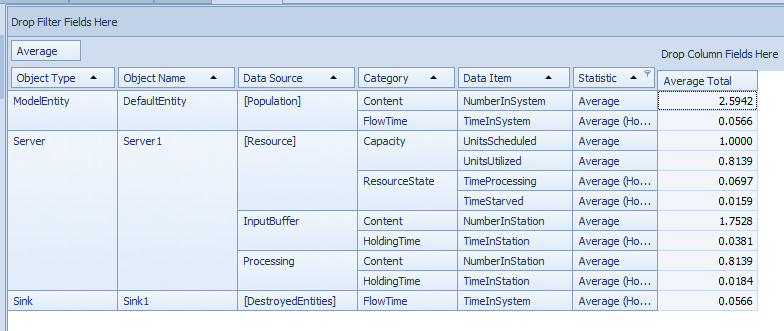 Drop Filter Fields Here
Average
Drop Column Fields Here
Object Type Object Name Data Source Category Data Item Statistic Average Total
ModelEntity DefaultEntity [Population] Content NumberInSystem Average 2.5942
FlowTime TimeInSystem Average (Ho... 0.0566
Server Server1 [Resource] Capacity UnitsScheduled Average 1.0000
UnitsUtilized Average 0.8139
ResourceState TimeProcessing Average (Ho... 0.0697
TimeStarved Average (Ho... 0.0159
InputBuffer Content NumberInStation Average 1.7528
HoldingTime TimeInStation Average (Ho... 0.0381
Processing Content NumberInStation Average 0.8139
HoldingTime TimeInStation Average (Ho... 0.0184
Sink Sink1 [DestroyedEntities] FlowTime TimeInSystem Average (Ho... 0.0566